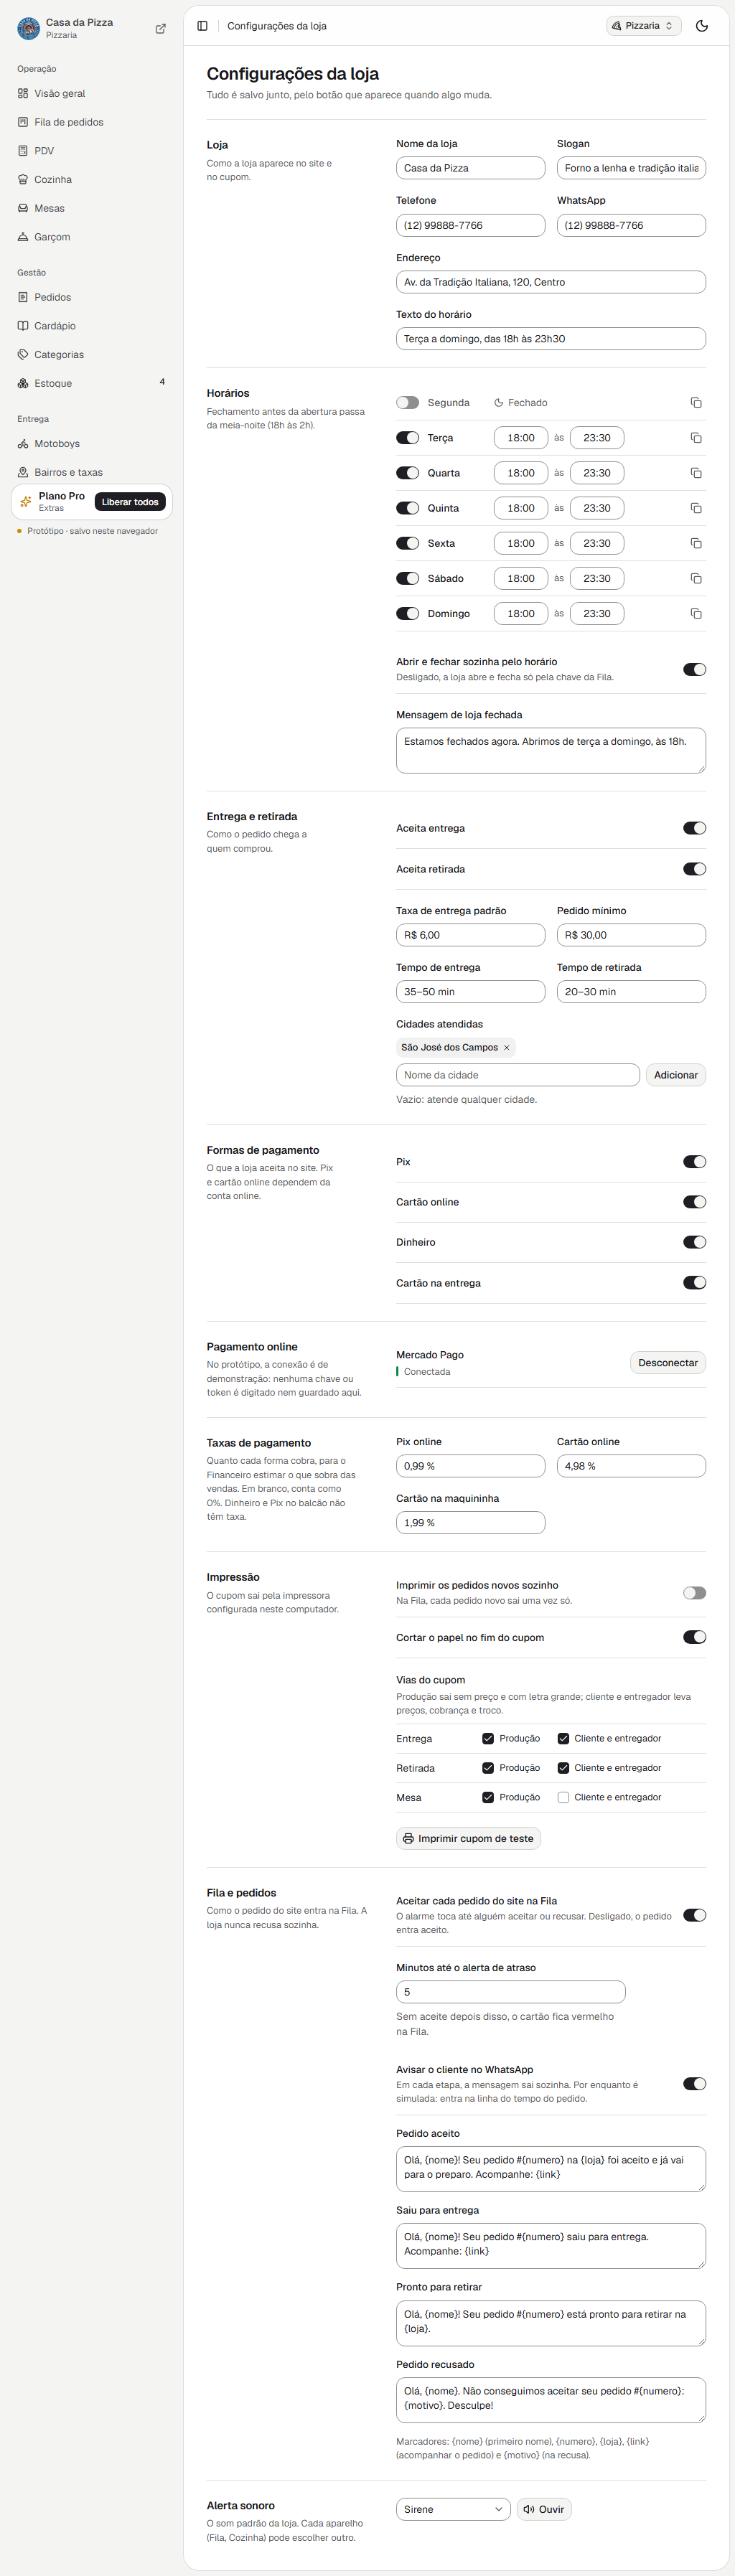 Casa da Pizza
Pizzaria
Operação
Visão geral
Fila de pedidos
PDV
Cozinha
Mesas
Garçom
Gestão
Pedidos
Cardápio
Categorias
Estoque 4
Entrega
Motoboys
Bairros e taxas
Plano Pro
Extras
Liberar todos
Protótipo · salvo neste navegador
Configurações da loja
Pizzaria
Configurações da loja
Tudo é salvo junto, pelo botão que aparece quando algo muda.
Loja
Como a loja aparece no site e
no cupom.
Nome da loja Slogan
Casa da Pizza Forno a lenha e tradição italia
Telefone WhatsApp
(12) 99888-7766 (12) 99888-7766
Endereço
Av. da Tradição Italiana, 120, Centro
Texto do horário
Terça a domingo, das 18h às 23h30
Horários
Fechamento antes da abertura passa
da meia-noite (18h às 2h).
Segunda Fechado
Terça 18:00 às 23:30
Quarta 18:00 às 23:30
Quinta 18:00 às 23:30
Sexta 18:00 às 23:30
Sábado 18:00 às 23:30
Domingo 18:00 às 23:30
Abrir e fechar sozinha pelo horário
Desligado, a loja abre e fecha só pela chave da Fila.
Mensagem de loja fechada
Estamos fechados agora. Abrimos de terça a domingo, às 18h.
Entrega e retirada
Como o pedido chega a
quem comprou.
Aceita entrega
Aceita retirada
Taxa de entrega padrão Pedido mínimo
R$ 6,00 R$ 30,00
Tempo de entrega Tempo de retirada
35–50 min 20–30 min
Cidades atendidas
São José dos Campos ×
Nome da cidade Adicionar
Vazio: atende qualquer cidade.
Formas de pagamento
O que a loja aceita no site. Pix
e cartão online dependem da
conta online.
Pix
Cartão online
Dinheiro
Cartão na entrega
Pagamento online
No protótipo, a conexão é de
demonstração: nenhuma chave ou
token é digitado nem guardado aqui.
Mercado Pago
Conectada
Desconectar
Taxas de pagamento
Quanto cada forma cobra, para o
Financeiro estimar o que sobra das
vendas. Em branco, conta como
0%. Dinheiro e Pix no balcão não
têm taxa.
Pix online Cartão online
0,99 % 4,98 %
Cartão na maquininha
1,99 %
Impressão
O cupom sai pela impressora
configurada neste computador.
Imprimir os pedidos novos sozinho
Na Fila, cada pedido novo sai uma vez só.
Cortar o papel no fim do cupom
Vias do cupom
Produção sai sem preço e com letra grande; cliente e entregador leva
preços, cobrança e troco.
Entrega Produção Cliente e entregador
Retirada Produção Cliente e entregador
Mesa Produção Cliente e entregador
Imprimir cupom de teste
Fila e pedidos
Como o pedido do site entra na Fila. A
loja nunca recusa sozinha.
Aceitar cada pedido do site na Fila
O alarme toca até alguém aceitar ou recusar. Desligado, o pedido
entra aceito.
Minutos até o alerta de atraso
5
Sem aceite depois disso, o cartão fica vermelho
na Fila.
Avisar o cliente no WhatsApp
Em cada etapa, a mensagem sai sozinha. Por enquanto é
simulada: entra na linha do tempo do pedido.
Pedido aceito
Olá, {nome}! Seu pedido #{numero} na {loja} foi aceito e já vai
para o preparo. Acompanhe: {link}
Saiu para entrega
Olá, {nome}! Seu pedido #{numero} saiu para entrega.
Acompanhe: {link}
Pronto para retirar
Olá, {nome}! Seu pedido #{numero} está pronto para retirar na
{loja}.
Pedido recusado
Olá, {nome}. Não conseguimos aceitar seu pedido #{numero}:
{motivo}. Desculpe!
Marcadores: {nome} (primeiro nome), {numero}, {loja}, {link}
(acompanhar o pedido) e {motivo} (na recusa).
Alerta sonoro
O som padrão da loja. Cada aparelho
(Fila, Cozinha) pode escolher outro.
Sirene Ouvir